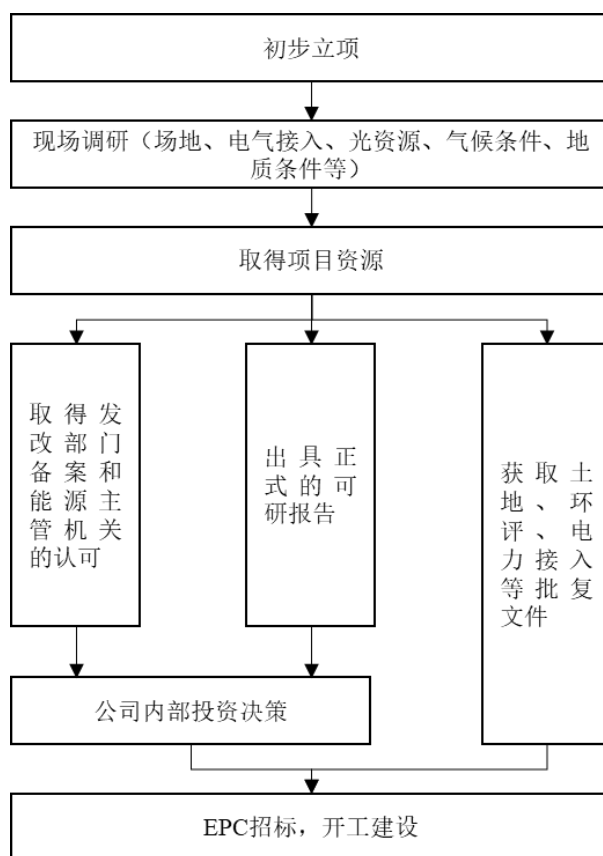 初步立项
现场调研（场地、电气接入、光资源、气候条件、地
质条件等）
取得项目资源
取得发
改部门
备案和
能源主
管机关
的认可
出具正
式的可
研报告
获取土
地、环
评、电
力接入
等批复
文件
公司内部投资决策
EPC招标，开工建设